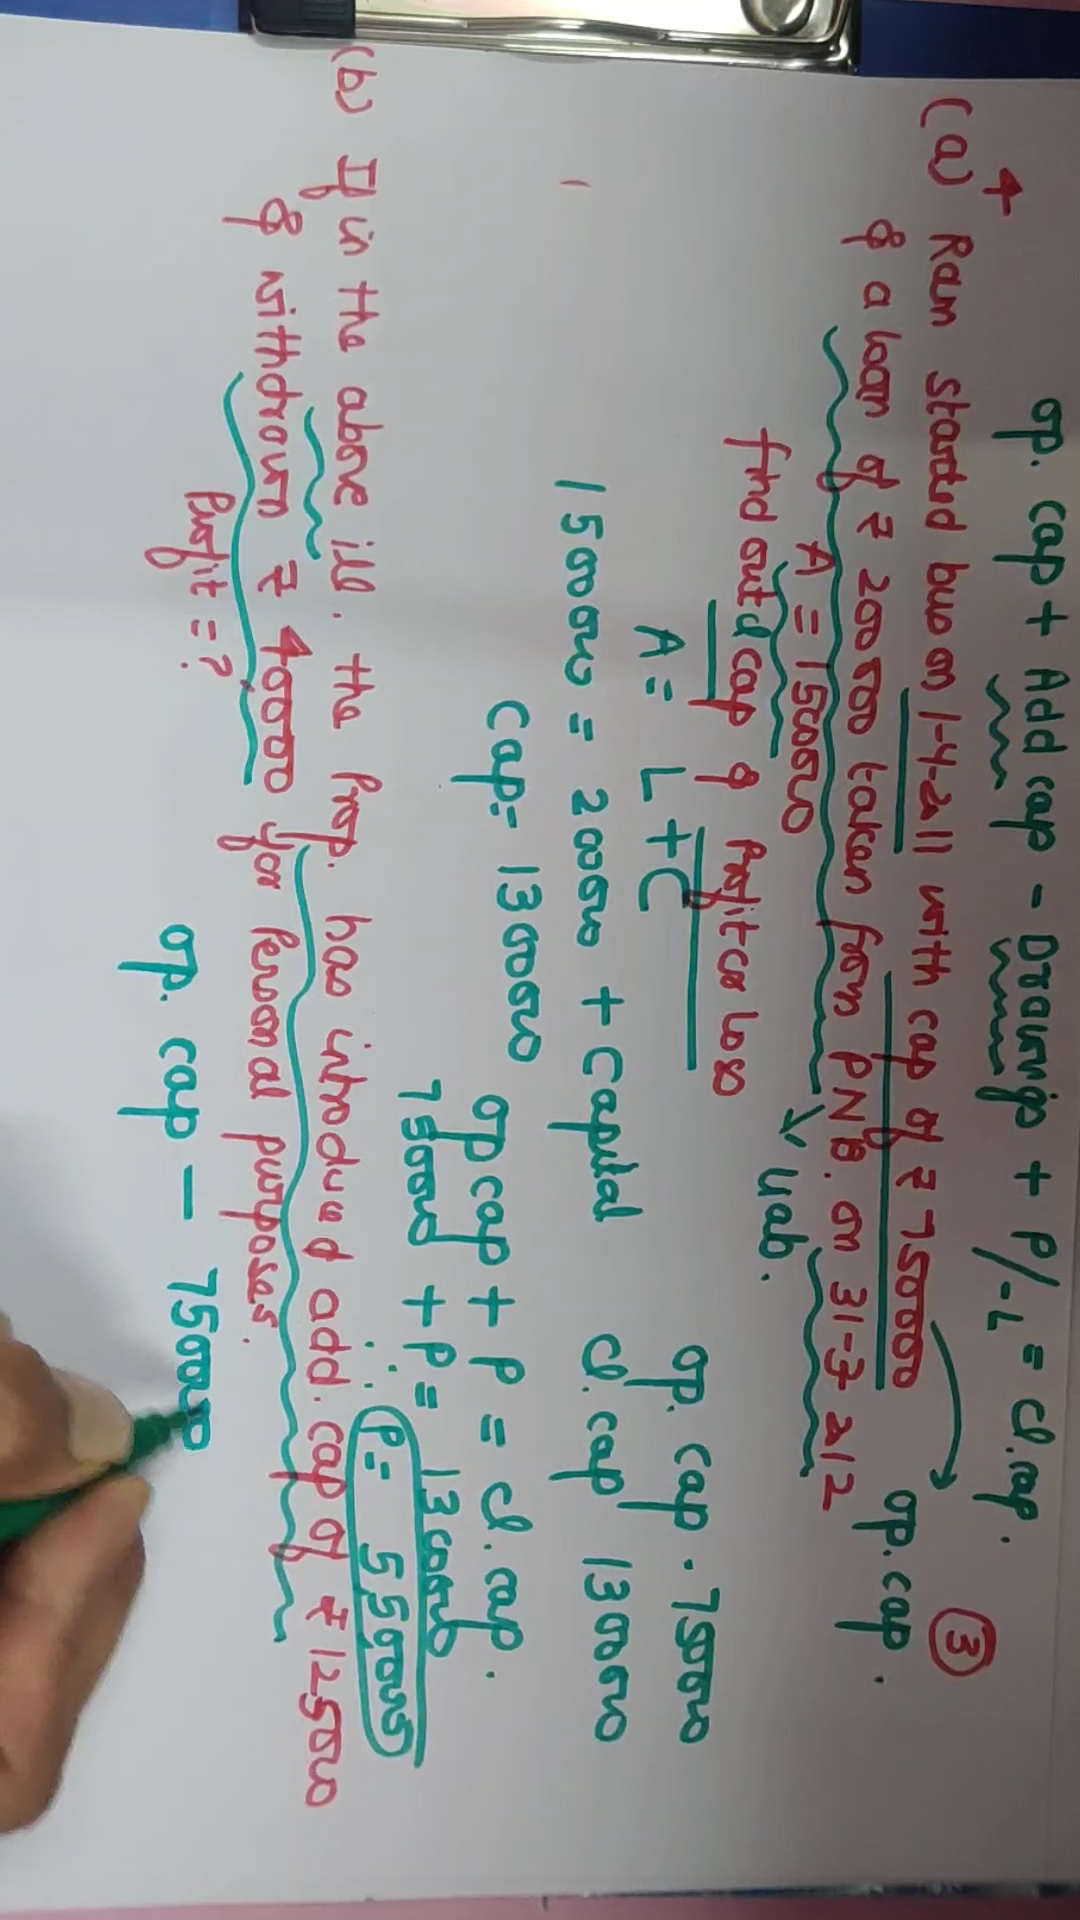 op. cap + Add cap - Drawings + P/-L = cl. cap.
4
(a) Ram started bus on 1-4-2011 with cap of ₹ 750000
③
op. cap.
& a loan of ₹ 200000 taken from PNB. on 31-3-2012
A = 1500000
Liab.
find out cl cap & Profit or loss
A = L + C
op. cap. 750000
1500000 = 200000 + Capital
cl. cap 1300000
Cap = 1300000
op cap + P = cl. cap.
750000 + P = 1300000
P = 550000
(b) If in the above ill. the Prop. has introduced add. cap of ₹ 125000
& withdrawn ₹ 40000 for Personal purposes.
Profit = ?
op. cap - 750000